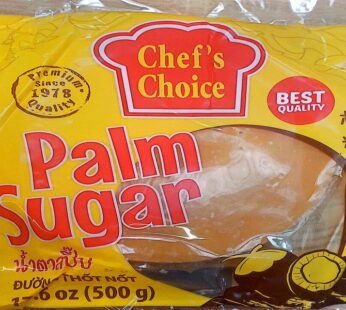 Chef's
Choice
Premium
Since
1978
Quality
BEST
QUALITY
Palm
Sugar
น้ำตาลปี๊บ
THỐT NỐT
oz (500 g)